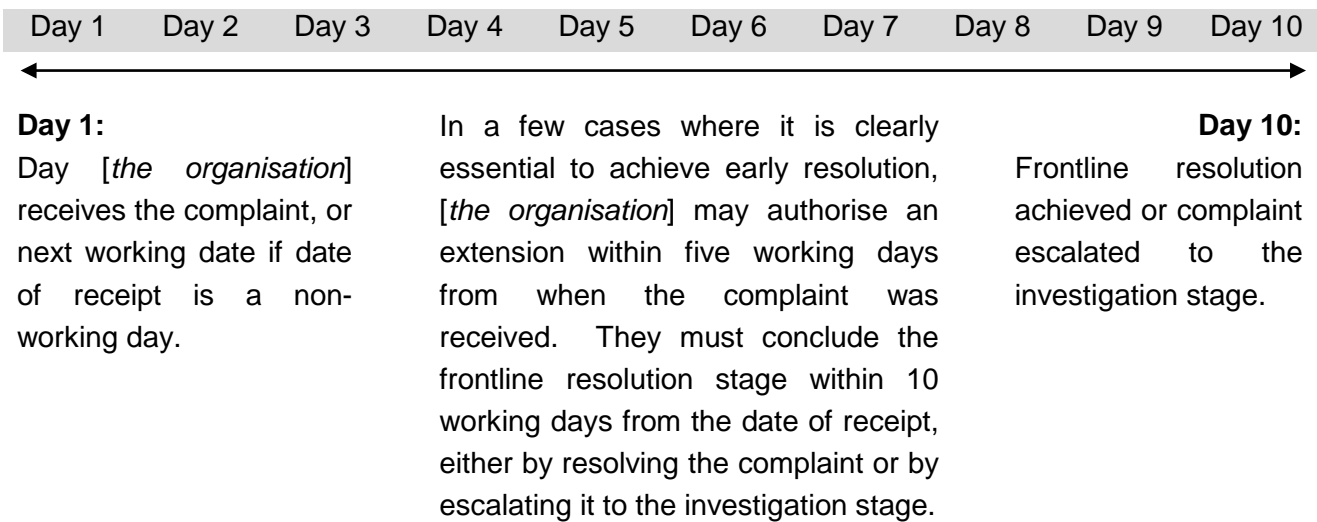 Day 1 Day 2 Day 3 Day 4 Day 5 Day 6 Day 7 Day 8 Day 9 Day 10
Day 1:
Day [the organisation]
receives the complaint, or
next working date if date
of receipt is a non-
working day.
In a few cases where it is clearly
essential to achieve early resolution,
[the organisation] may authorise an
extension within five working days
from when the complaint was
received. They must conclude the
frontline resolution stage within 10
working days from the date of receipt,
either by resolving the complaint or by
escalating it to the investigation stage.
Day 10:
Frontline resolution
achieved or complaint
escalated to the
investigation stage.